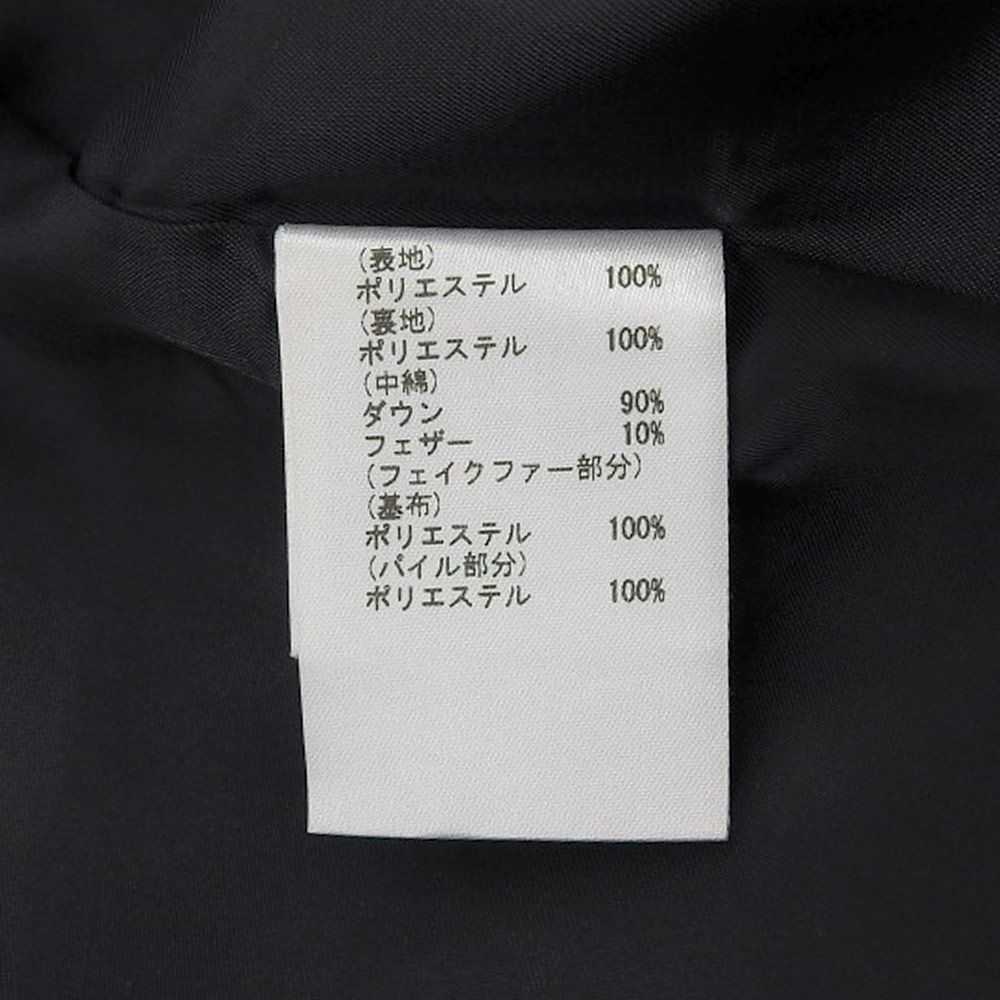 (表地)
ポリエステル 100%
(裏地)
ポリエステル 100%
(中綿)
ダウン 90%
フェザー 10%
(フェイクファー部分)
(基布)
ポリエステル 100%
(パイル部分)
ポリエステル 100%